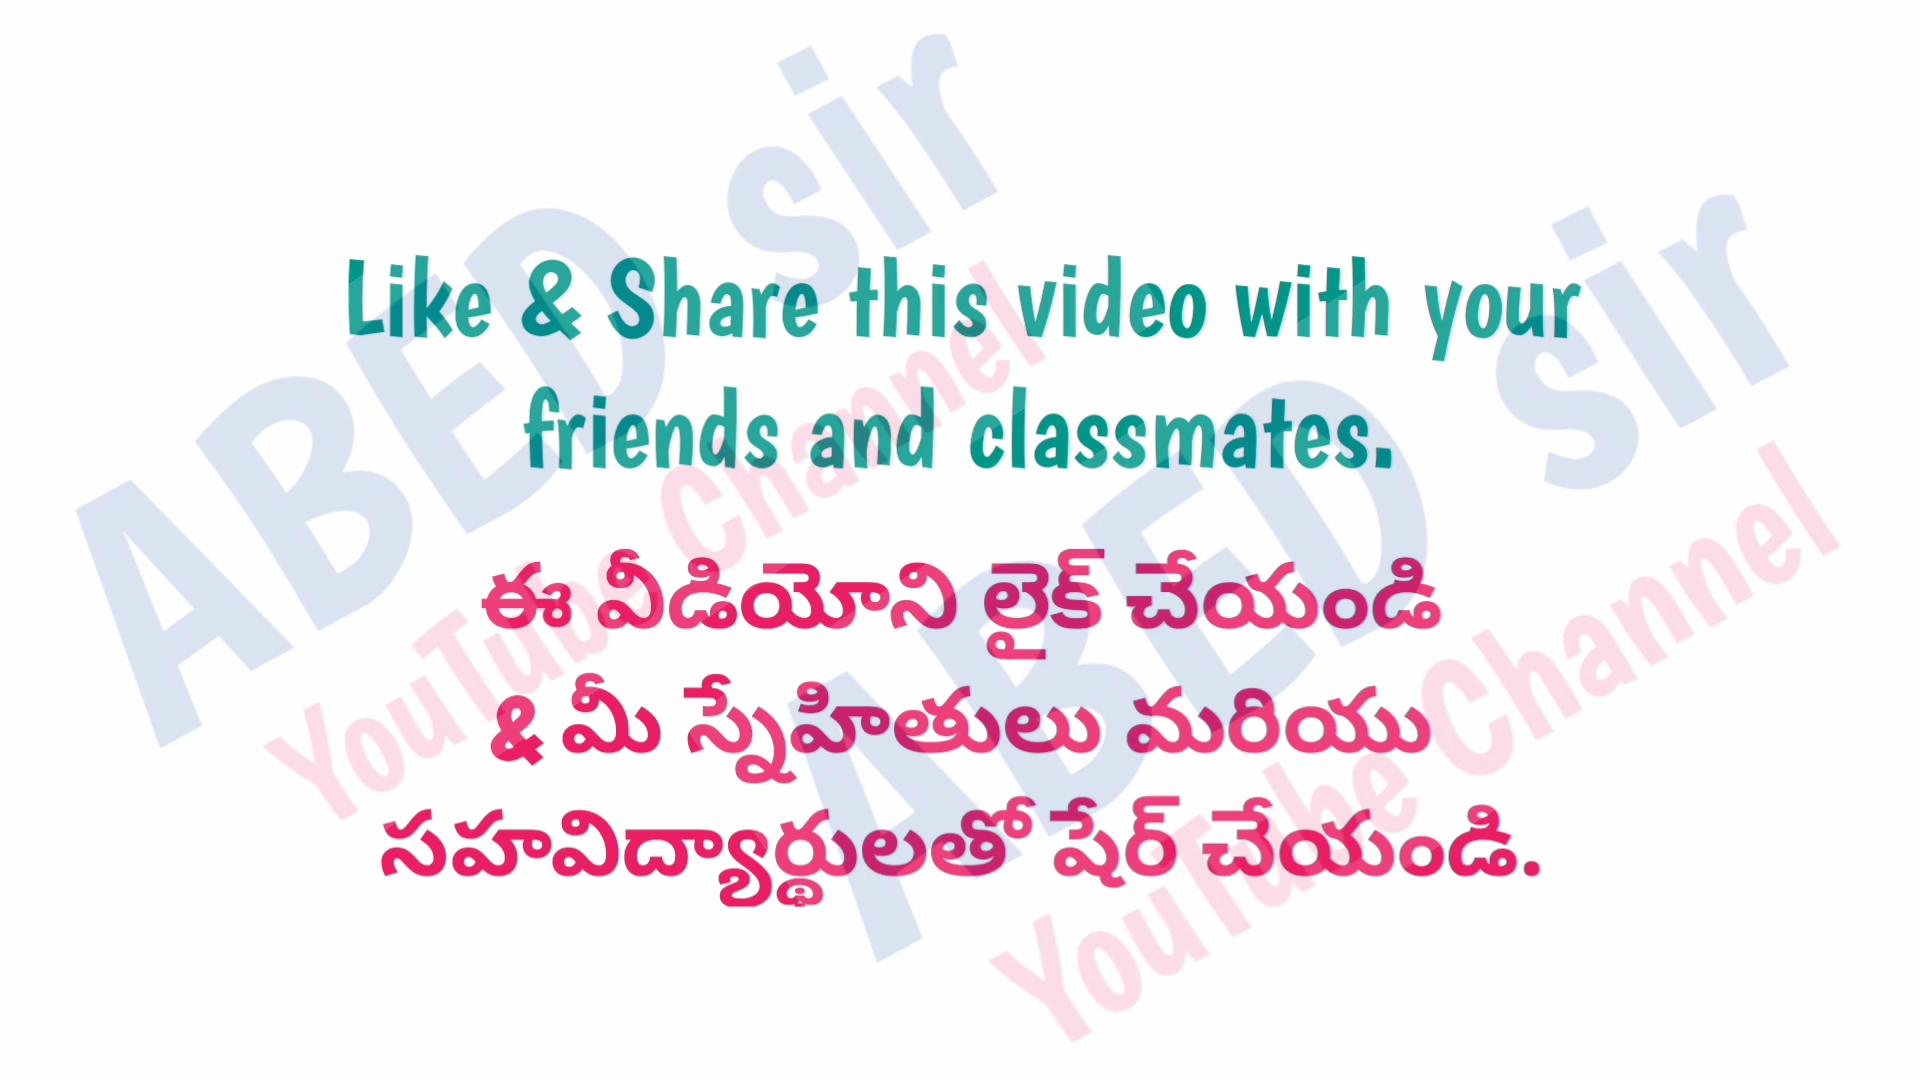 Like & Share this video with your
friends and classmates.
ఈ వీడియోని లైక్ చేయండి
& మీ స్నేహితులు మరియు
సహవిద్యార్థులతో షేర్ చేయండి.
ABED sir
YouTube Channel
ABED sir
YouTube Channel